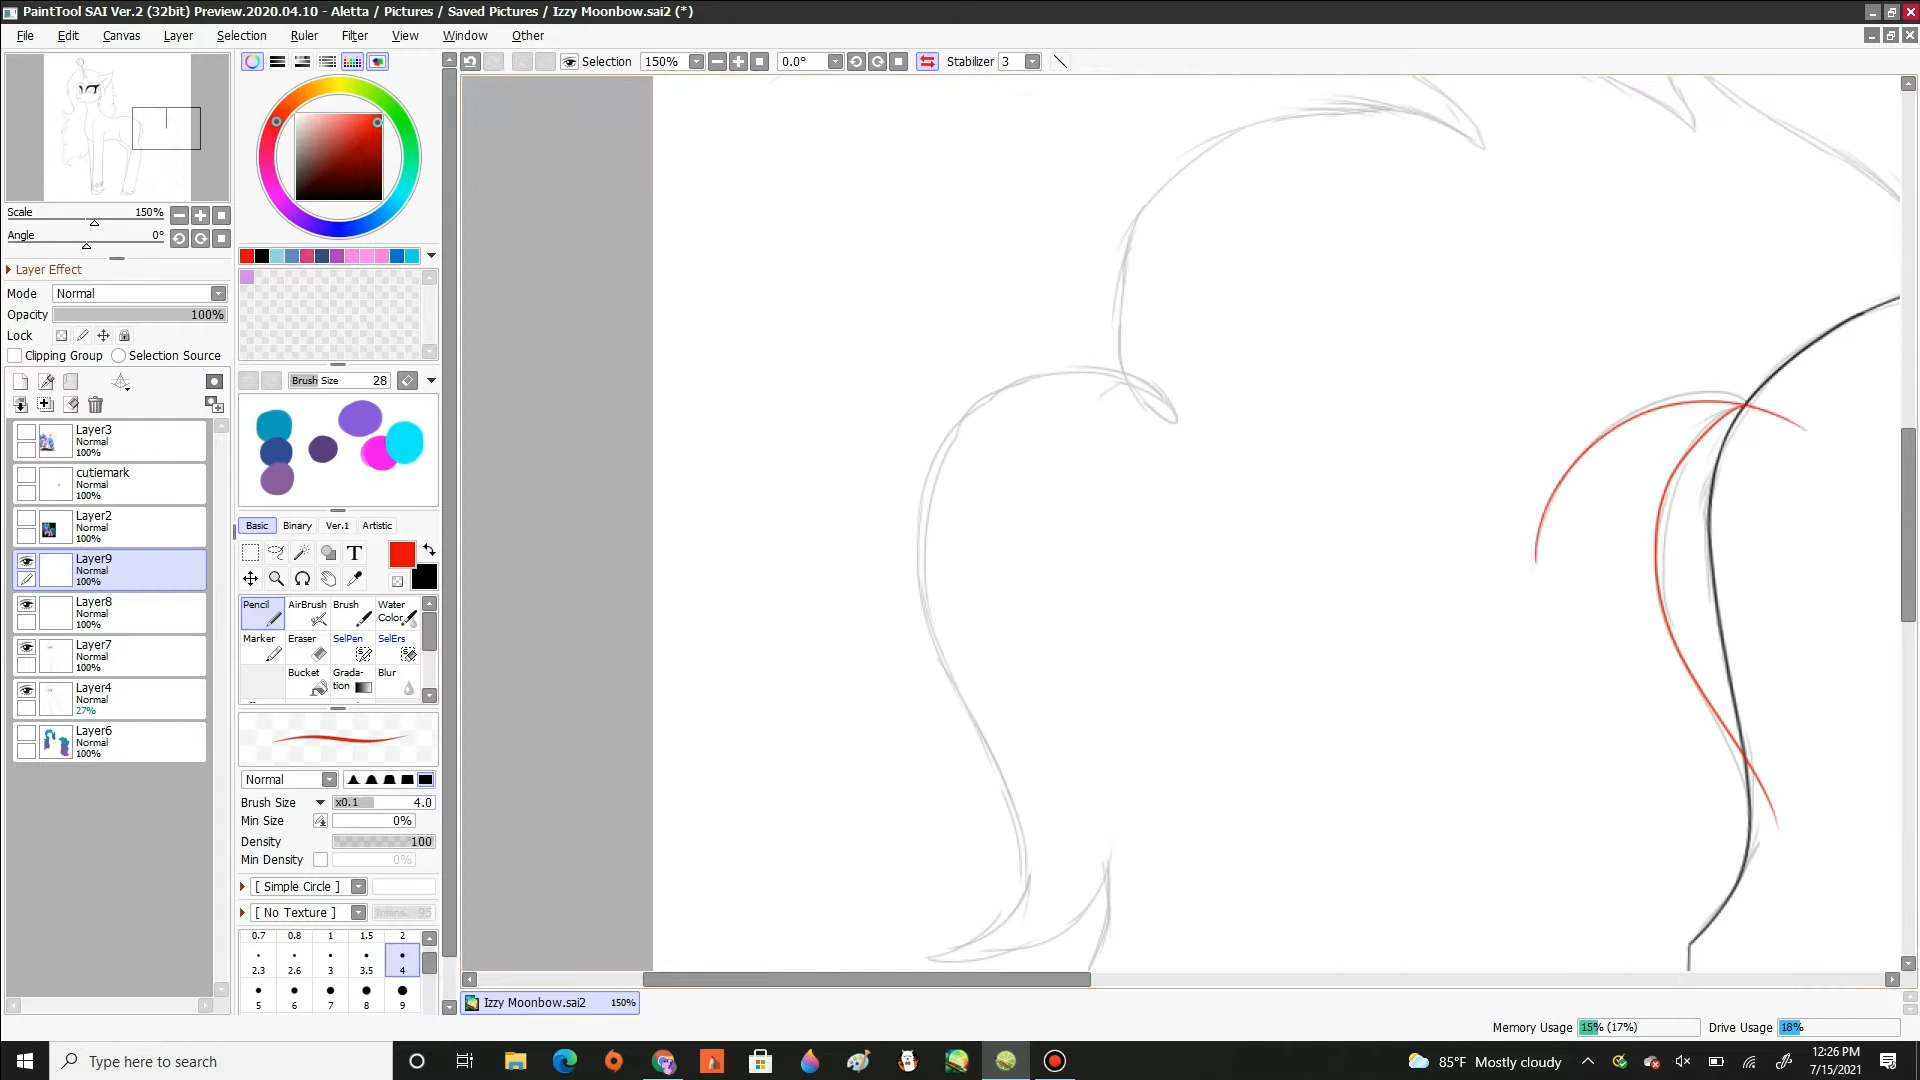 PaintTool SAI Ver.2 (32bit) Preview.2020.04.10 - Aletta / Pictures / Saved Pictures / Izzy Moonbow.sai2 (*)
File Edit Canvas Layer Selection Ruler Filter View Window Other
Selection 150% 0.0° Stabilizer 3
Scale 150%
Angle 0°
Layer Effect
Mode Normal
Opacity 100%
Lock
Clipping Group Selection Source
Layer3
Normal
100%
cutiemark
Normal
100%
Layer2
Normal
100%
Layer9
Normal
100%
Layer8
Normal
100%
Layer7
Normal
100%
Layer4
Normal
27%
Layer6
Normal
100%
Brush Size 28
Basic Binary Ver.1 Artistic
T
Pencil AirBrush Brush Water Color
Marker Eraser SelPen SelErs
Bucket Grada-tion Blur
Normal
Brush Size x0.1 4.0
Min Size 0%
Density 100
Min Density 0%
[ Simple Circle ]
[ No Texture ] Intens. 95
0.7 0.8 1 1.5 2
2.3 2.6 3 3.5 4
5 6 7 8 9
Izzy Moonbow.sai2 150%
Memory Usage 15% (17%) Drive Usage 18%
Type here to search
85°F Mostly cloudy
12:26 PM
7/15/2021